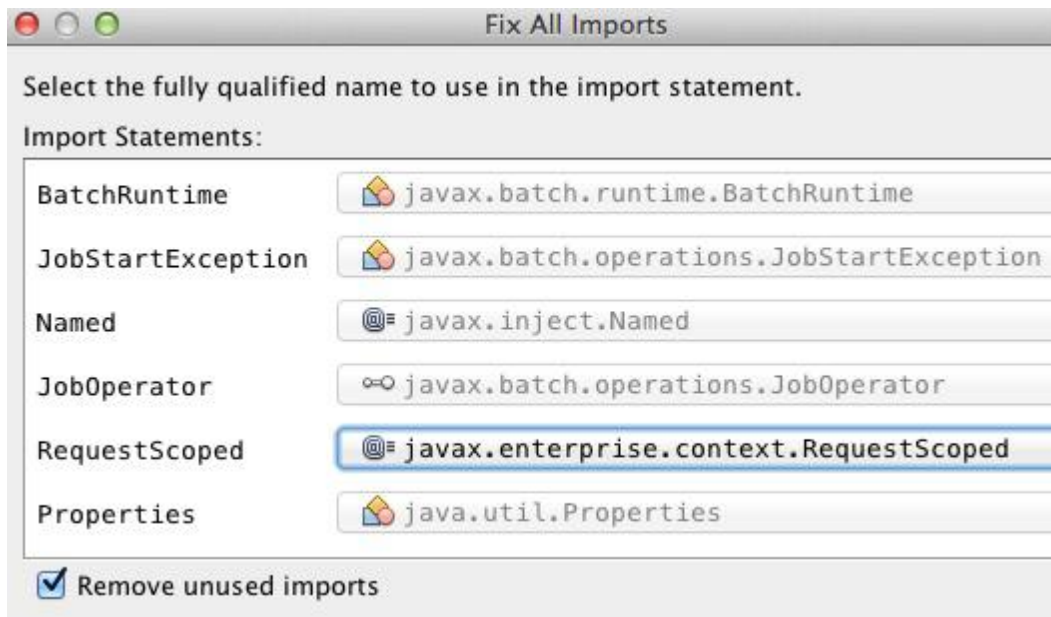 Fix All Imports
Select the fully qualified name to use in the import statement.
Import Statements:
BatchRuntime javax.batch.runtime.BatchRuntime
JobStartException javax.batch.operations.JobStartException
Named javax.inject.Named
JobOperator javax.batch.operations.JobOperator
RequestScoped javax.enterprise.context.RequestScoped
Properties java.util.Properties
Remove unused imports